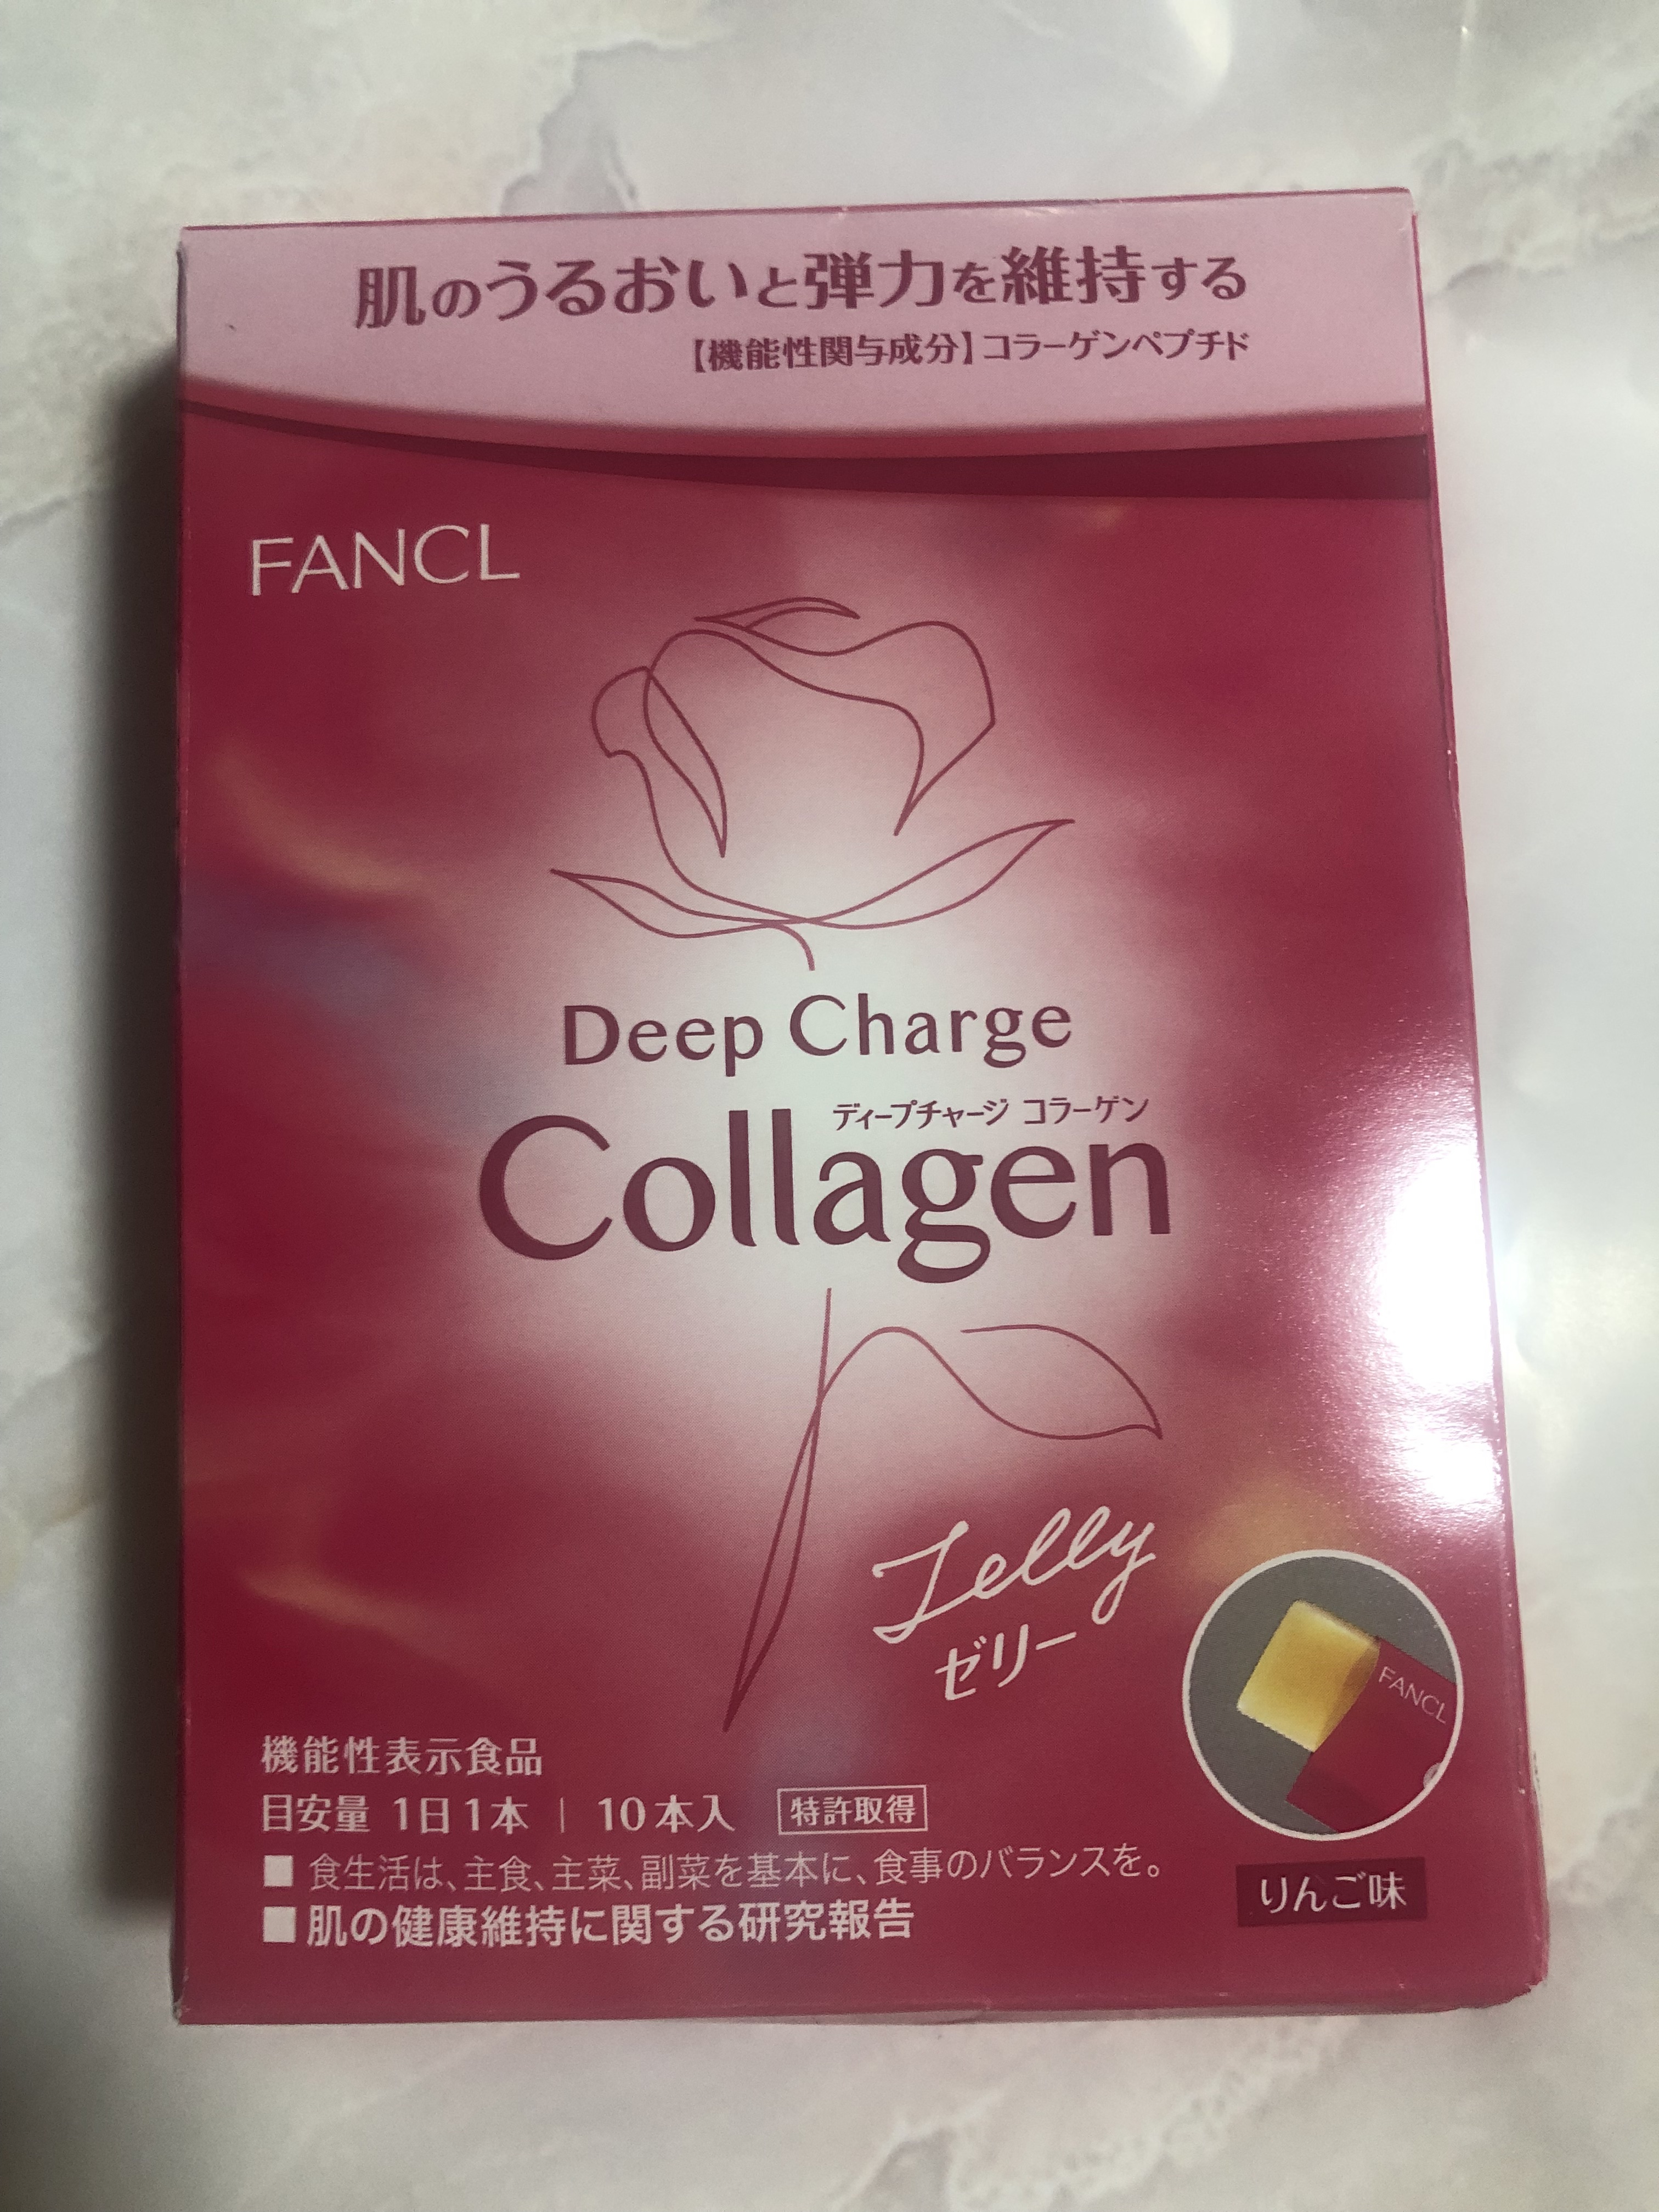 肌のうるおいと弾力を維持する
【機能性関与成分】コラーゲンペプチド
FANCL
Deep Charge
ディープチャージ コラーゲン
Collagen
Jelly
ゼリー
FANCL
りんご味
機能性表示食品
目安量 1日1本 | 10本入 特許取得
■ 食生活は、主食、主菜、副菜を基本に、食事のバランスを。
■ 肌の健康維持に関する研究報告